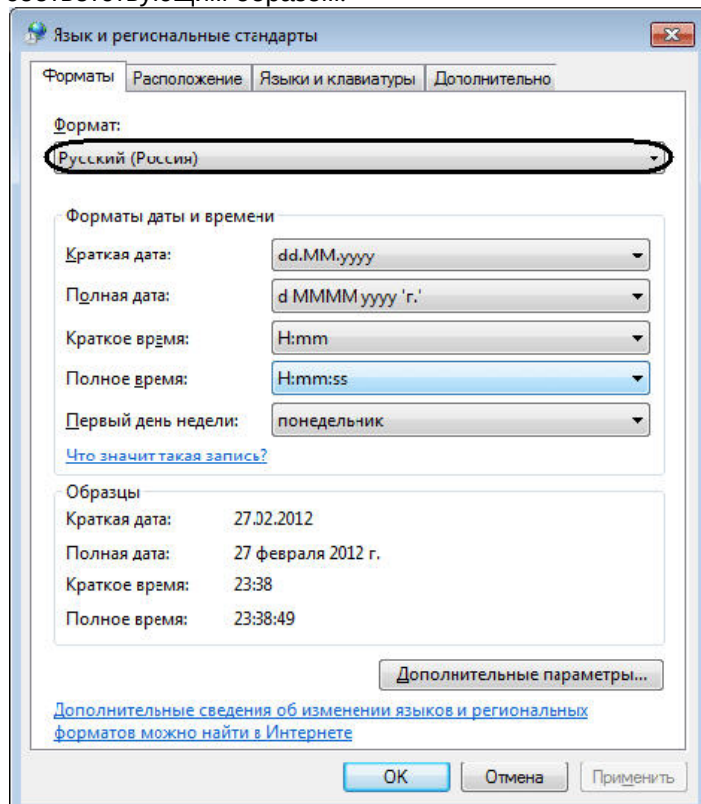 соответствующим образом.
Язык и региональные стандарты
Форматы Расположение Языки и клавиатуры Дополнительно
Формат:
Русский (Россия)
Форматы даты и времени
Краткая дата: dd.MM.yyyy
Полная дата: d MMMM yyyy 'г.'
Краткое время: H:mm
Полное время: H:mm:ss
Первый день недели: понедельник
Что значит такая запись?
Образцы
Краткая дата: 27.02.2012
Полная дата: 27 февраля 2012 г.
Краткое время: 23:38
Полное время: 23:38:49
Дополнительные параметры...
Дополнительные сведения об изменении языков и региональных
форматов можно найти в Интернете
ОК Отмена Применить